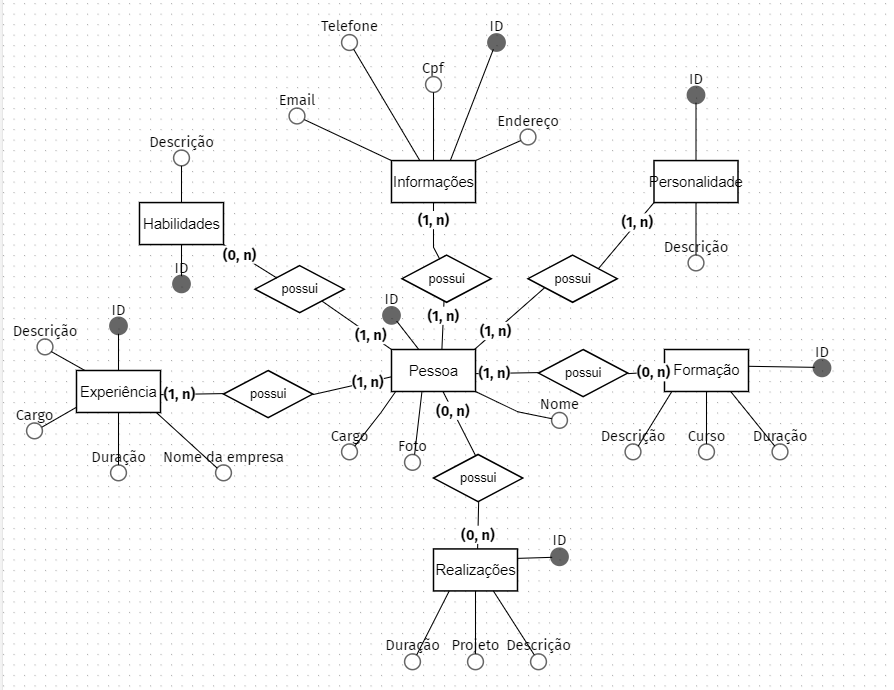 Telefone
ID
Cpf
Email
Endereço
Informações
(1, n)
possui
(1, n)
ID
Personalidade
Descrição
(1, n)
possui
(1, n)
Descrição
Habilidades
ID
(0, n)
possui
(1, n)
ID
Pessoa
Nome
Cargo
Foto
ID
Descrição
Experiência
Cargo
Duração
Nome da empresa
(1, n)
possui
(1, n)
(1, n)
possui
(0, n)
Formação
ID
Descrição
Curso
Duração
(0, n)
possui
(0, n)
ID
Realizações
Duração
Projeto
Descrição